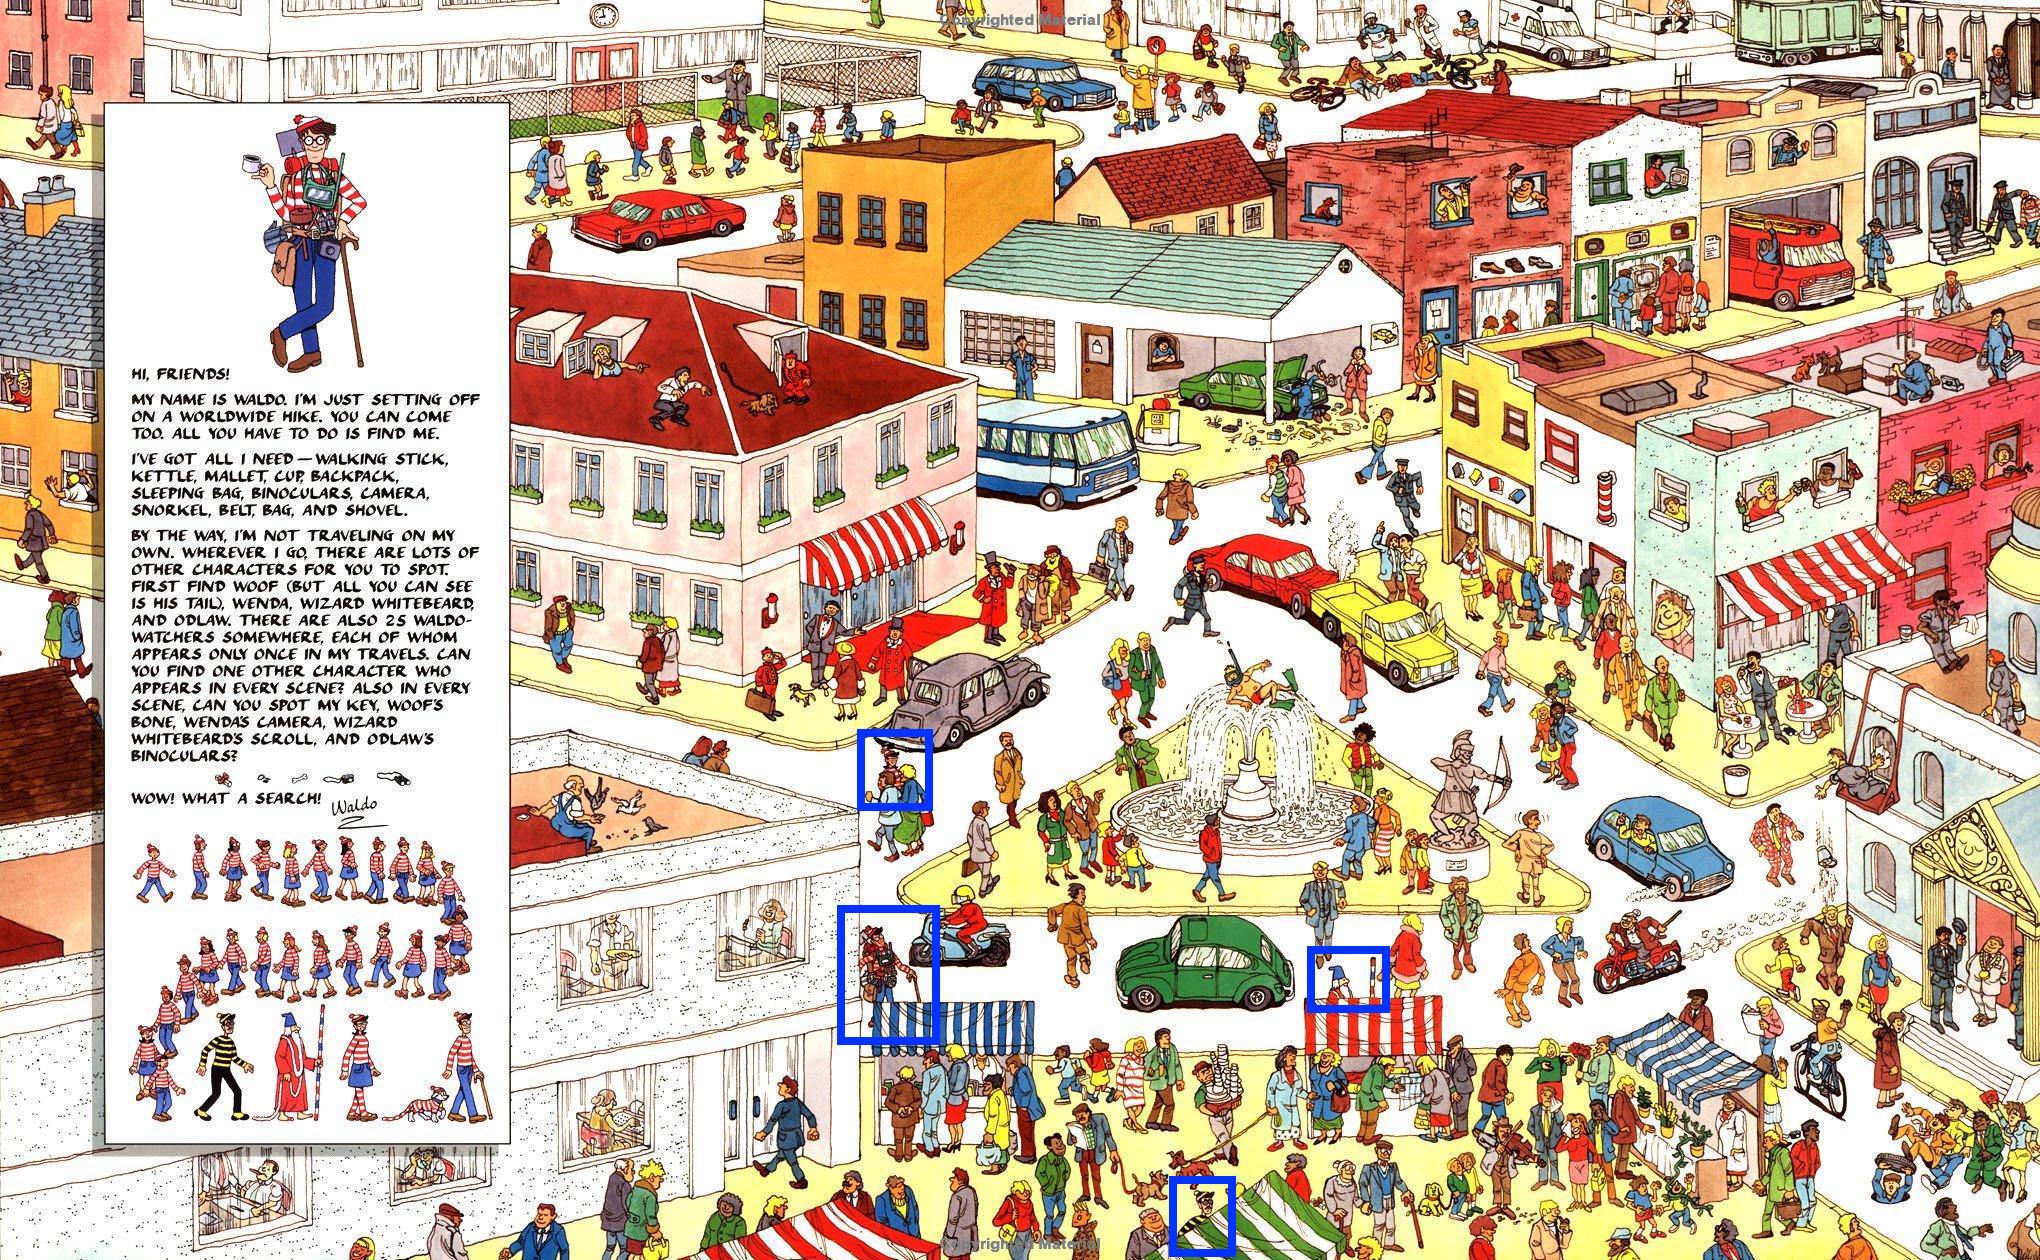 Copyrighted Material
HI, FRIENDS!
MY NAME IS WALDO. I'M JUST SETTING OFF
ON A WORLDWIDE HIKE. YOU CAN COME
TOO. ALL YOU HAVE TO DO IS FIND ME.
I'VE GOT ALL I NEED — WALKING STICK,
KETTLE, MALLET, CUP, BACKPACK,
SLEEPING BAG, BINOCULARS, CAMERA,
SNORKEL, BELT, BAG, AND SHOVEL.
BY THE WAY, I'M NOT TRAVELING ON MY
OWN. WHEREVER I GO, THERE ARE LOTS OF
OTHER CHARACTERS FOR YOU TO SPOT.
FIRST FIND WOOF (BUT ALL YOU CAN SEE
IS HIS TAIL), WENDA, WIZARD WHITEBEARD,
AND ODLAW. THERE ARE ALSO 25 WALDO-
WATCHERS SOMEWHERE, EACH OF WHOM
APPEARS ONLY ONCE IN MY TRAVELS. CAN
YOU FIND ONE OTHER CHARACTER WHO
APPEARS IN EVERY SCENE? ALSO IN EVERY
SCENE, CAN YOU SPOT MY KEY, WOOF'S
BONE, WENDA'S CAMERA, WIZARD
WHITEBEARD'S SCROLL, AND ODLAW'S
BINOCULARS?
WOW! WHAT A SEARCH!
Waldo
Copyrighted Material